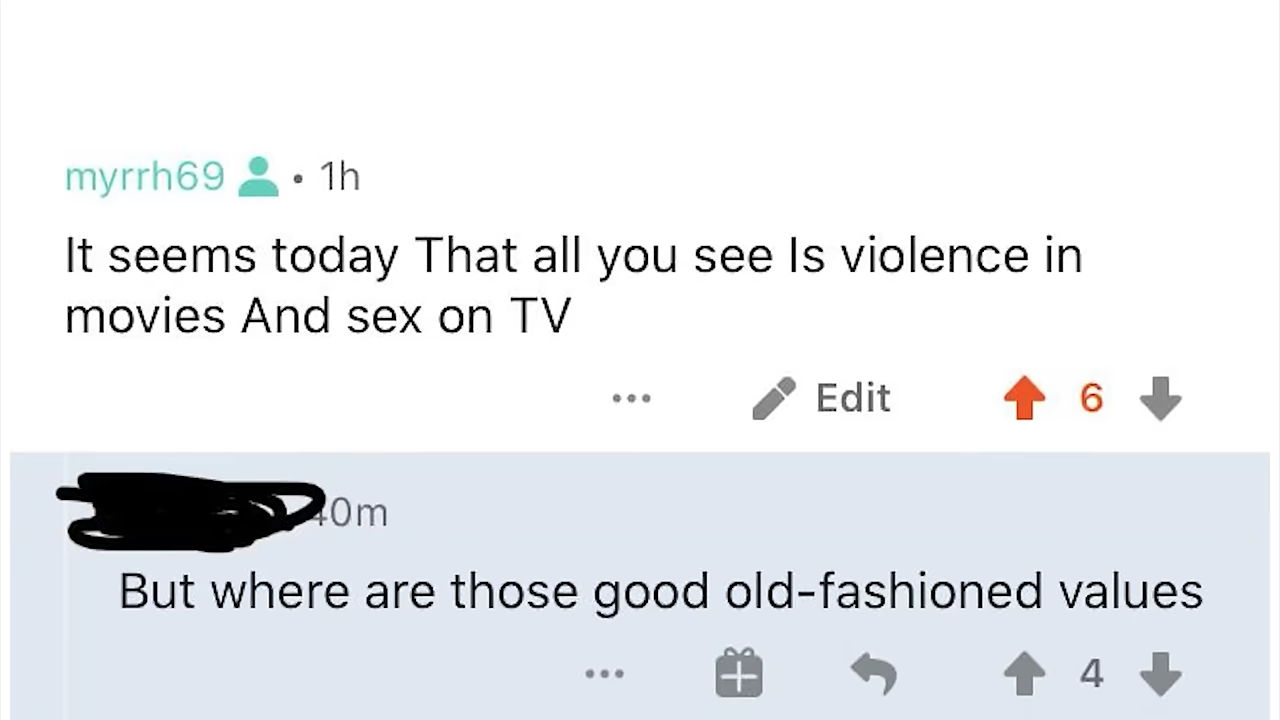 myrrh69 • 1h
It seems today That all you see Is violence in
movies And sex on TV
... Edit 6
40m
But where are those good old-fashioned values
... 4